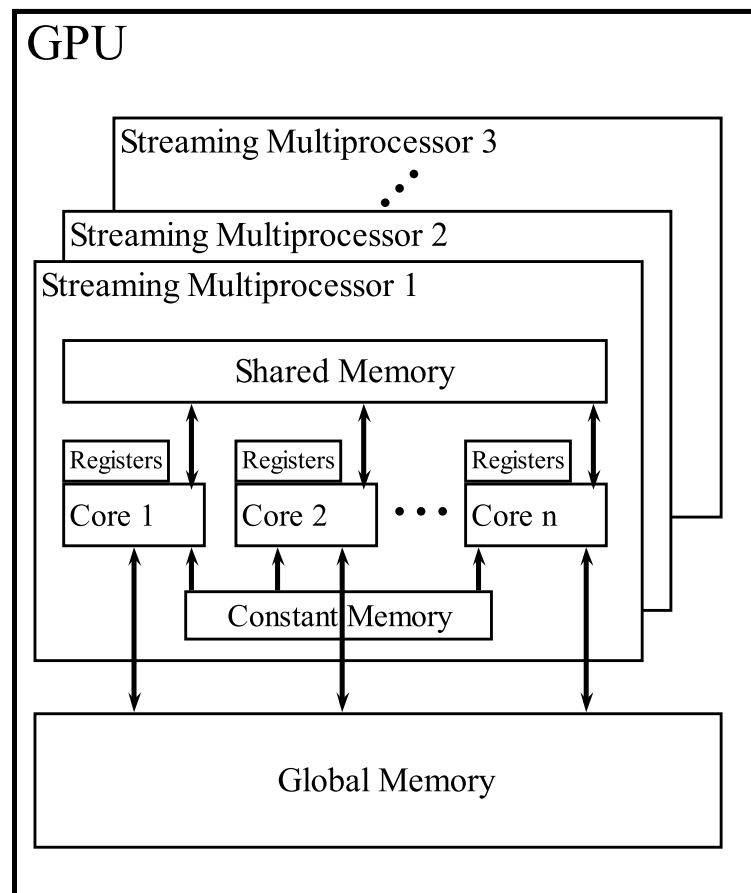 GPU
Streaming Multiprocessor 3
Streaming Multiprocessor 2
Streaming Multiprocessor 1
Shared Memory
Registers Registers Registers
Core 1 Core 2 Core n
Constant Memory
Global Memory